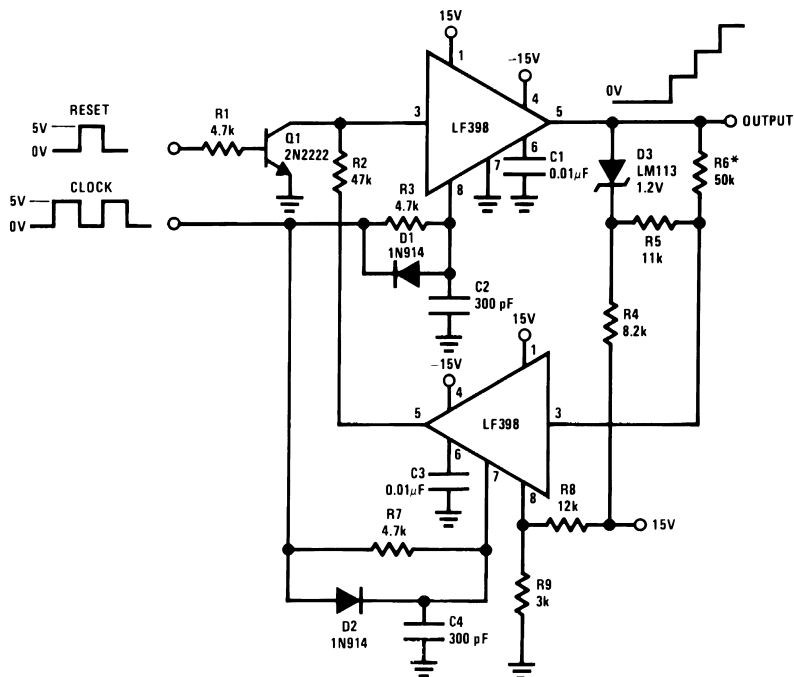 15V
1
-15V
4
5
3
LF398
6
7
8
C1
0.01μF
0V
OUTPUT
RESET
5V
0V
R1
4.7k
Q1
2N2222
R2
47k
D3
LM113
1.2V
R6*
50k
CLOCK
5V
0V
R3
4.7k
D1
1N914
R5
11k
C2
300 pF
R4
8.2k
15V
1
-15V
4
5
LF398
3
6
7
8
C3
0.01μF
R8
12k
15V
R7
4.7k
R9
3k
D2
1N914
C4
300 pF